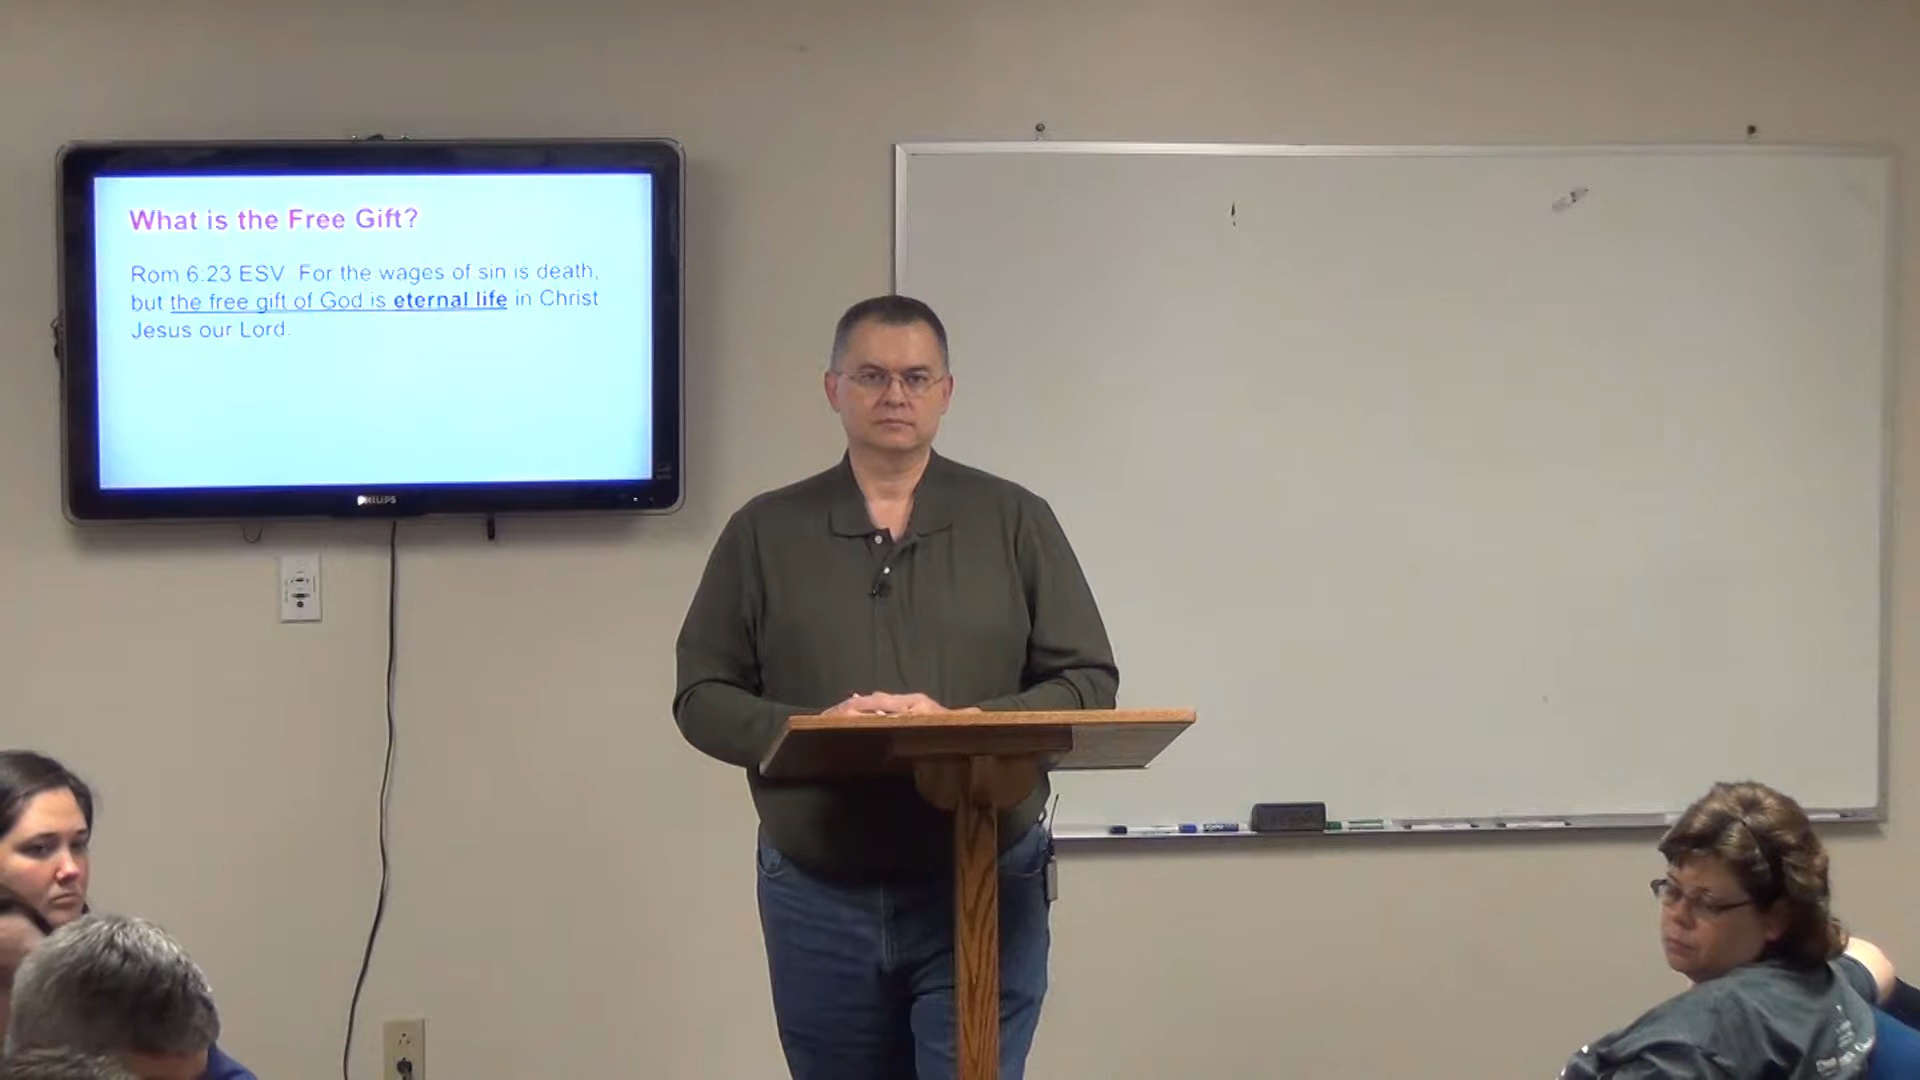 What is the Free Gift?
Rom 6:23 ESV For the wages of sin is death,
but the free gift of God is eternal life in Christ
Jesus our Lord.
PHILIPS